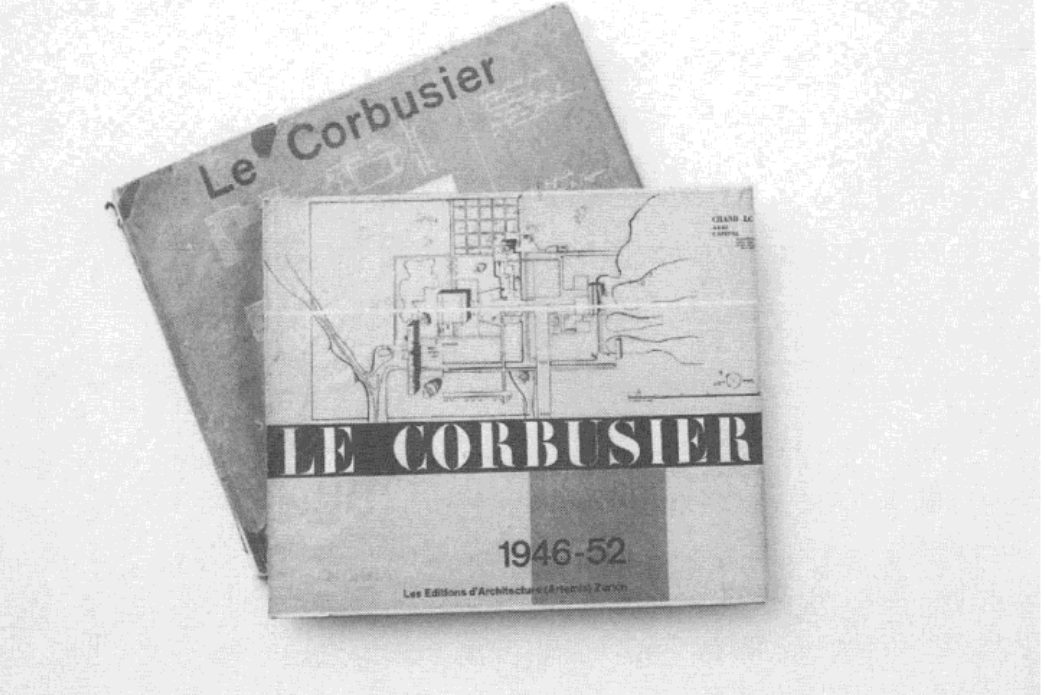 Le Corbusier
LE CORBUSIER
1946-52
Les Editions d'Architecture (Artemis) Zurich